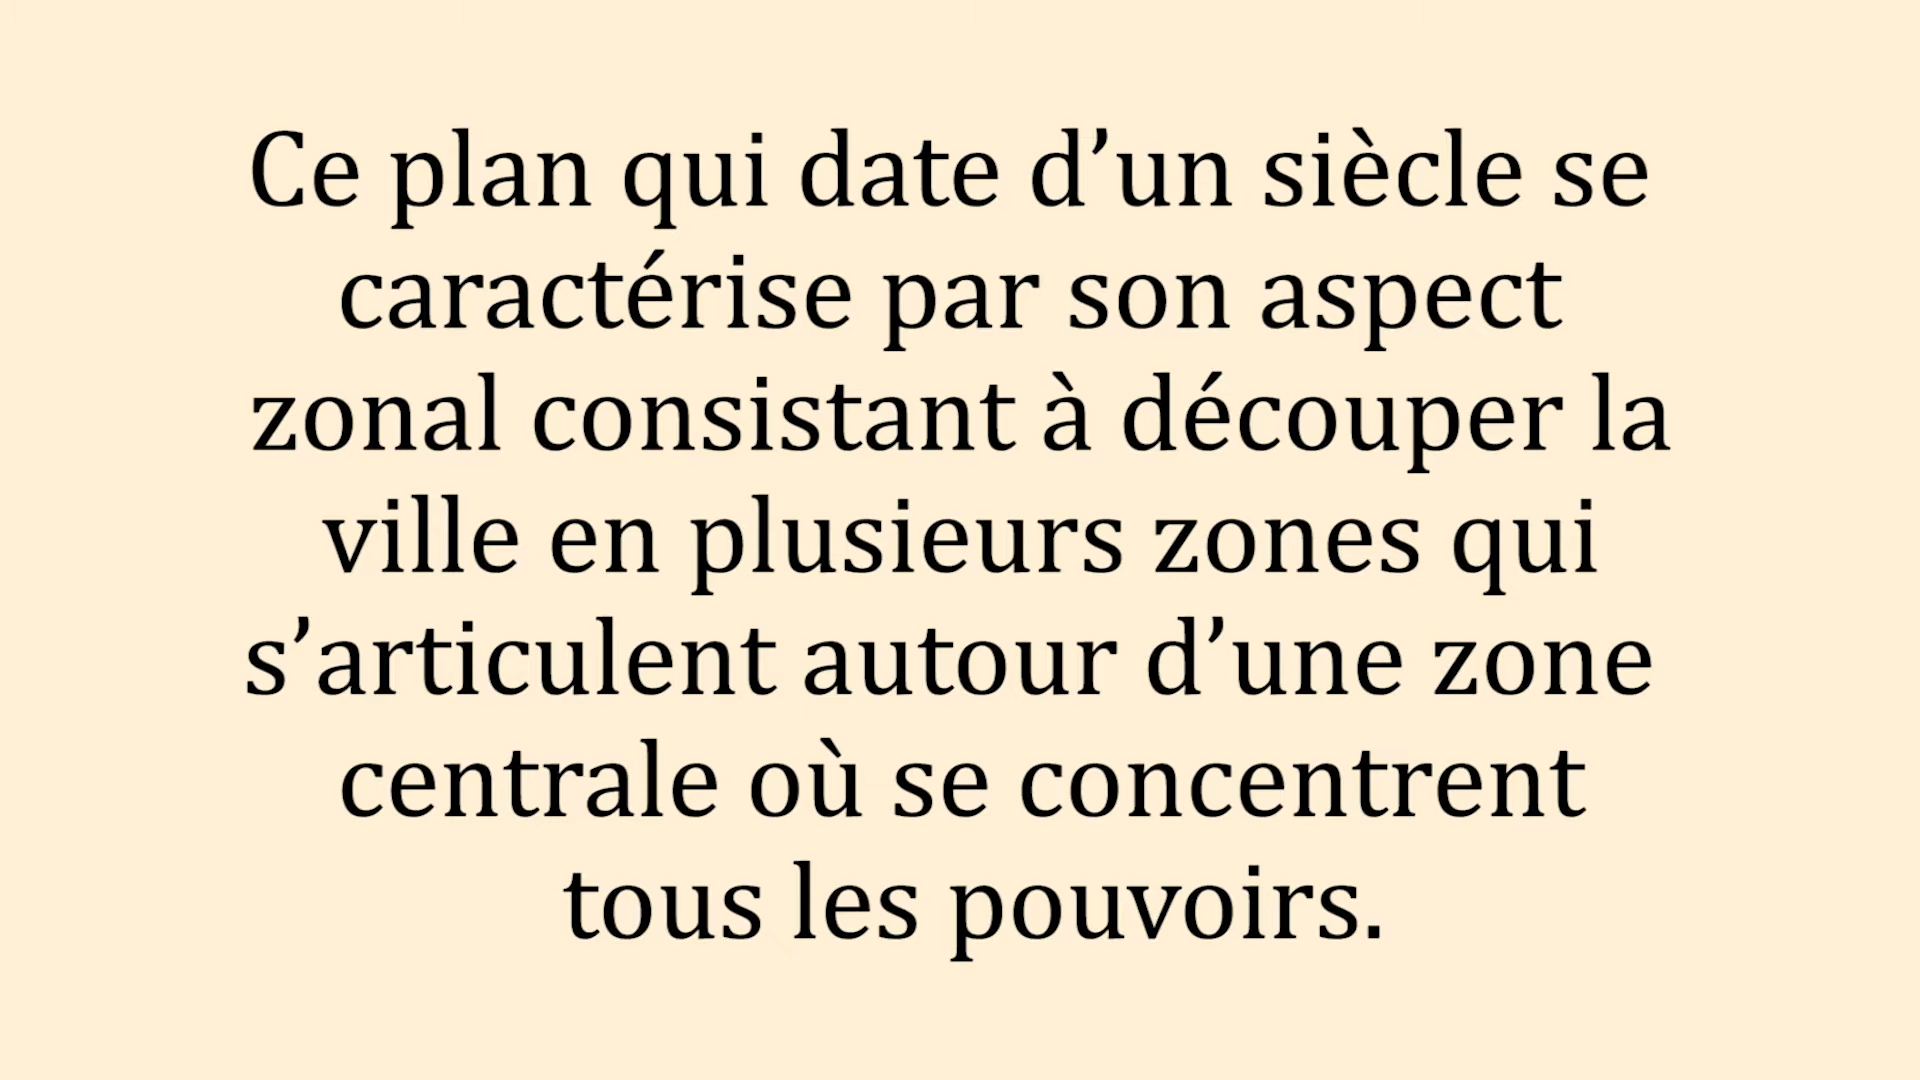 Ce plan qui date d’un siècle se
caractérise par son aspect
zonal consistant à découper la
ville en plusieurs zones qui
s’articulent autour d’une zone
centrale où se concentrent
tous les pouvoirs.